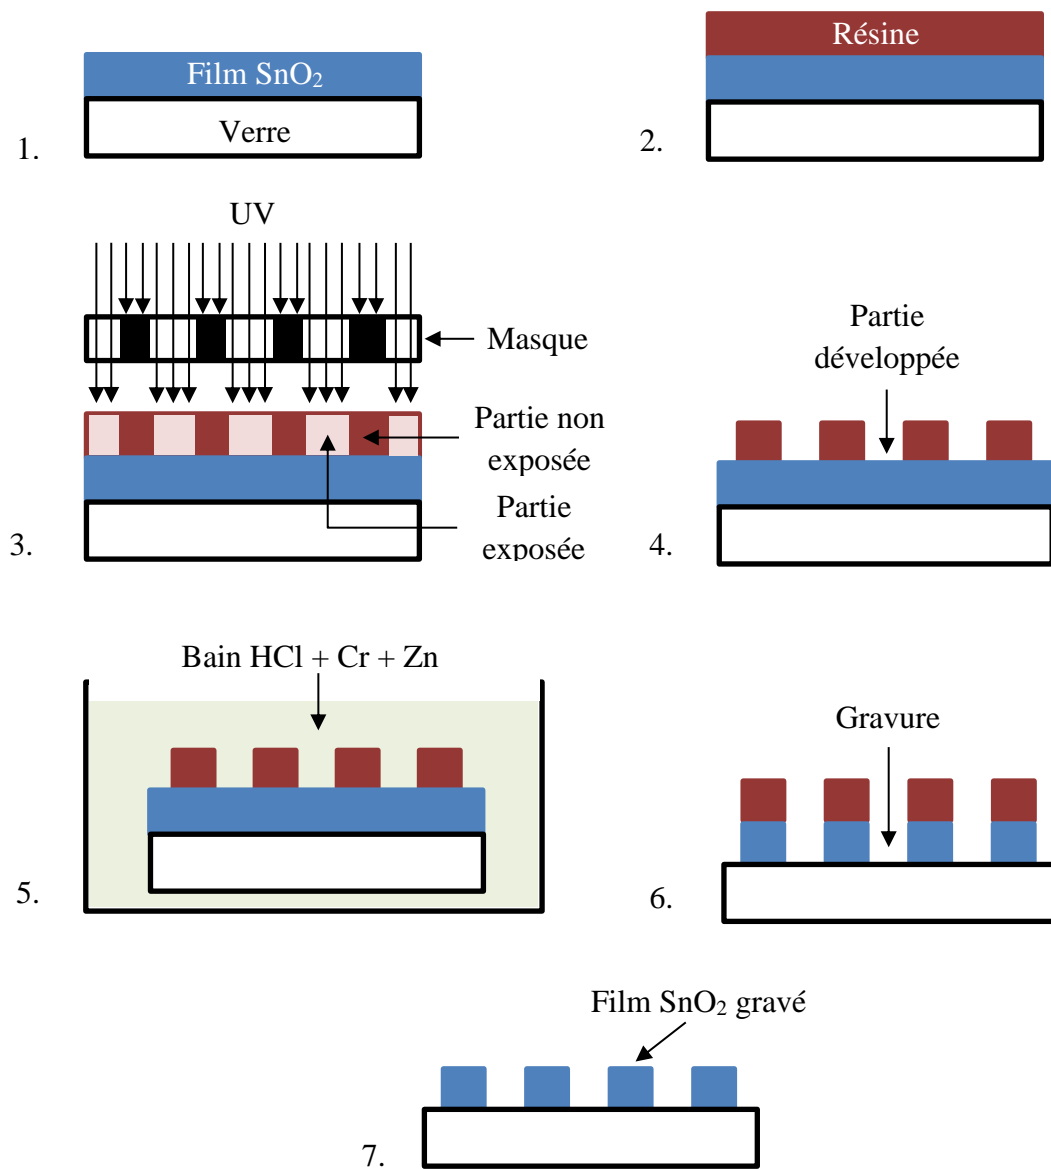 Film SnO₂
Verre
1.
Résine
2.
UV
Masque
Partie non
exposée
Partie
exposée
3.
Partie
développée
4.
Bain HCl + Cr + Zn
5.
Gravure
6.
Film SnO₂ gravé
7.